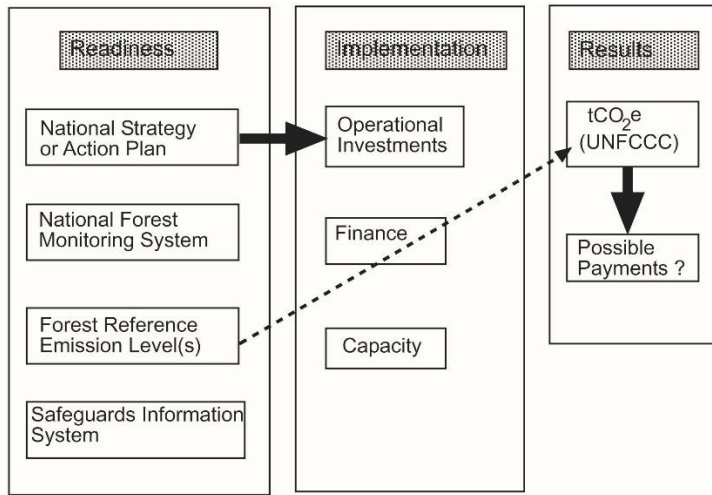 Readiness
National Strategy
or Action Plan
National Forest
Monitoring System
Forest Reference
Emission Level(s)
Safeguards Information
System
Implementation
Operational
Investments
Finance
Capacity
Results
tCO₂e
(UNFCCC)
Possible
Payments ?